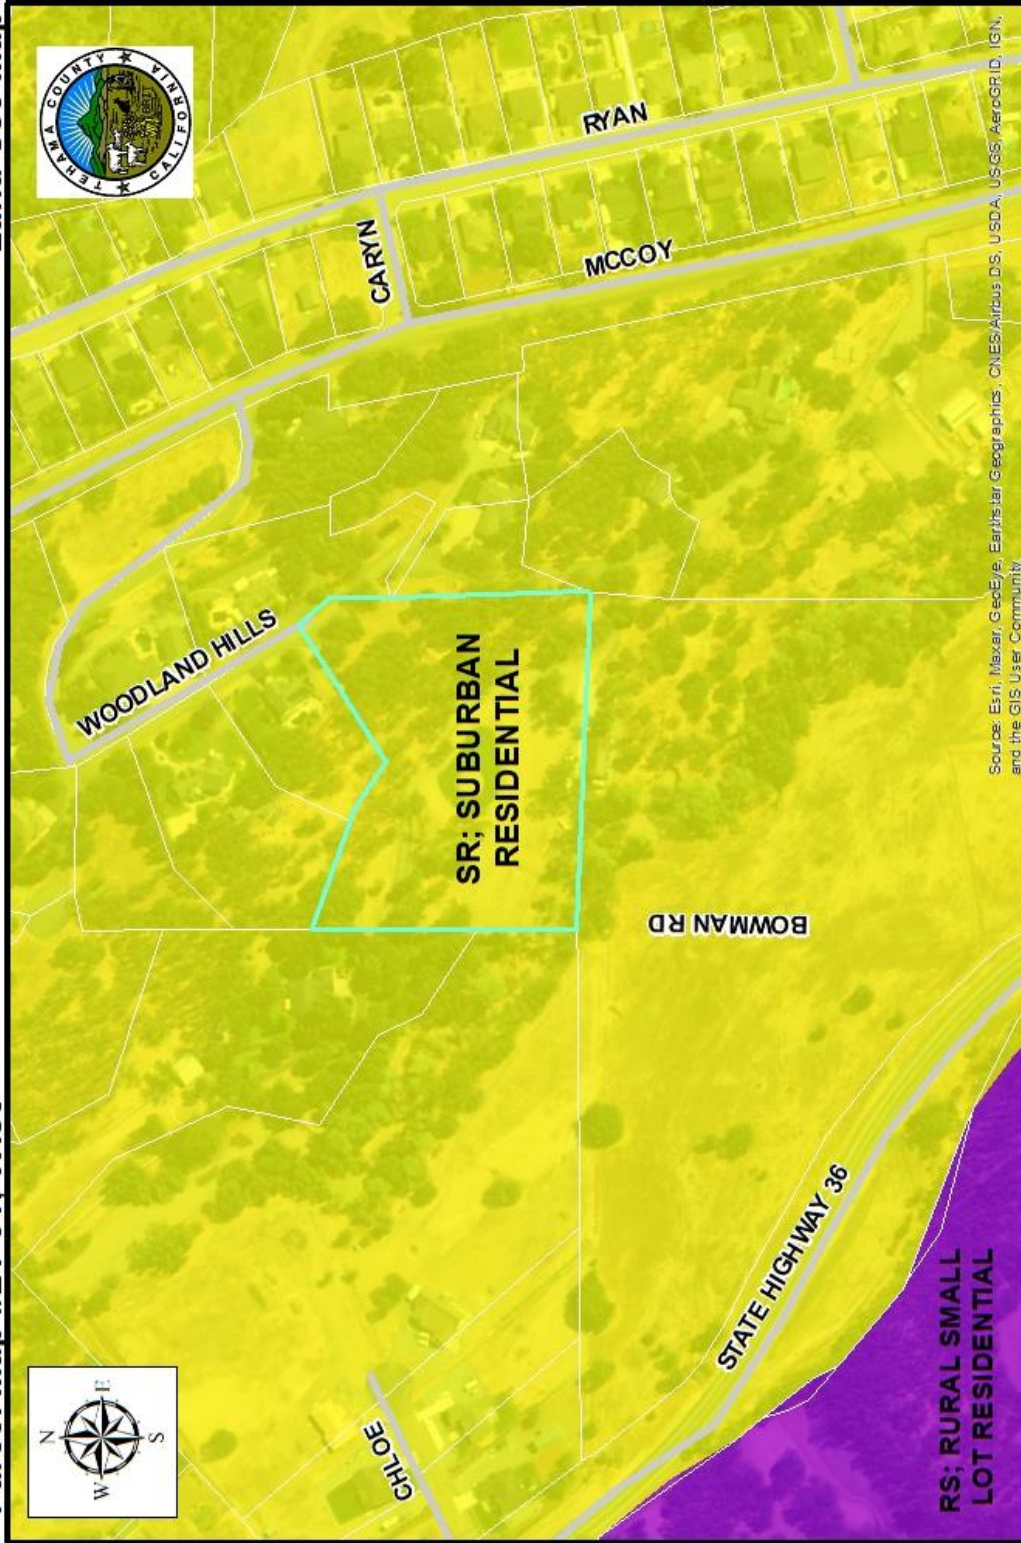 TEHAMA COUNTY
CALIFORNIA
N
W E
S
RYAN
CARYN
MCCOY
WOODLAND HILLS
SR; SUBURBAN
RESIDENTIAL
BOWMAN RD
STATE HIGHWAY 36
CHLOE
RS; RURAL SMALL
LOT RESIDENTIAL
Source: Esri, Maxar, GeoEye, Earthstar Geographics, CNES/Airbus DS, USDA, USGS, AeroGRID, IGN,
and the GIS User Community